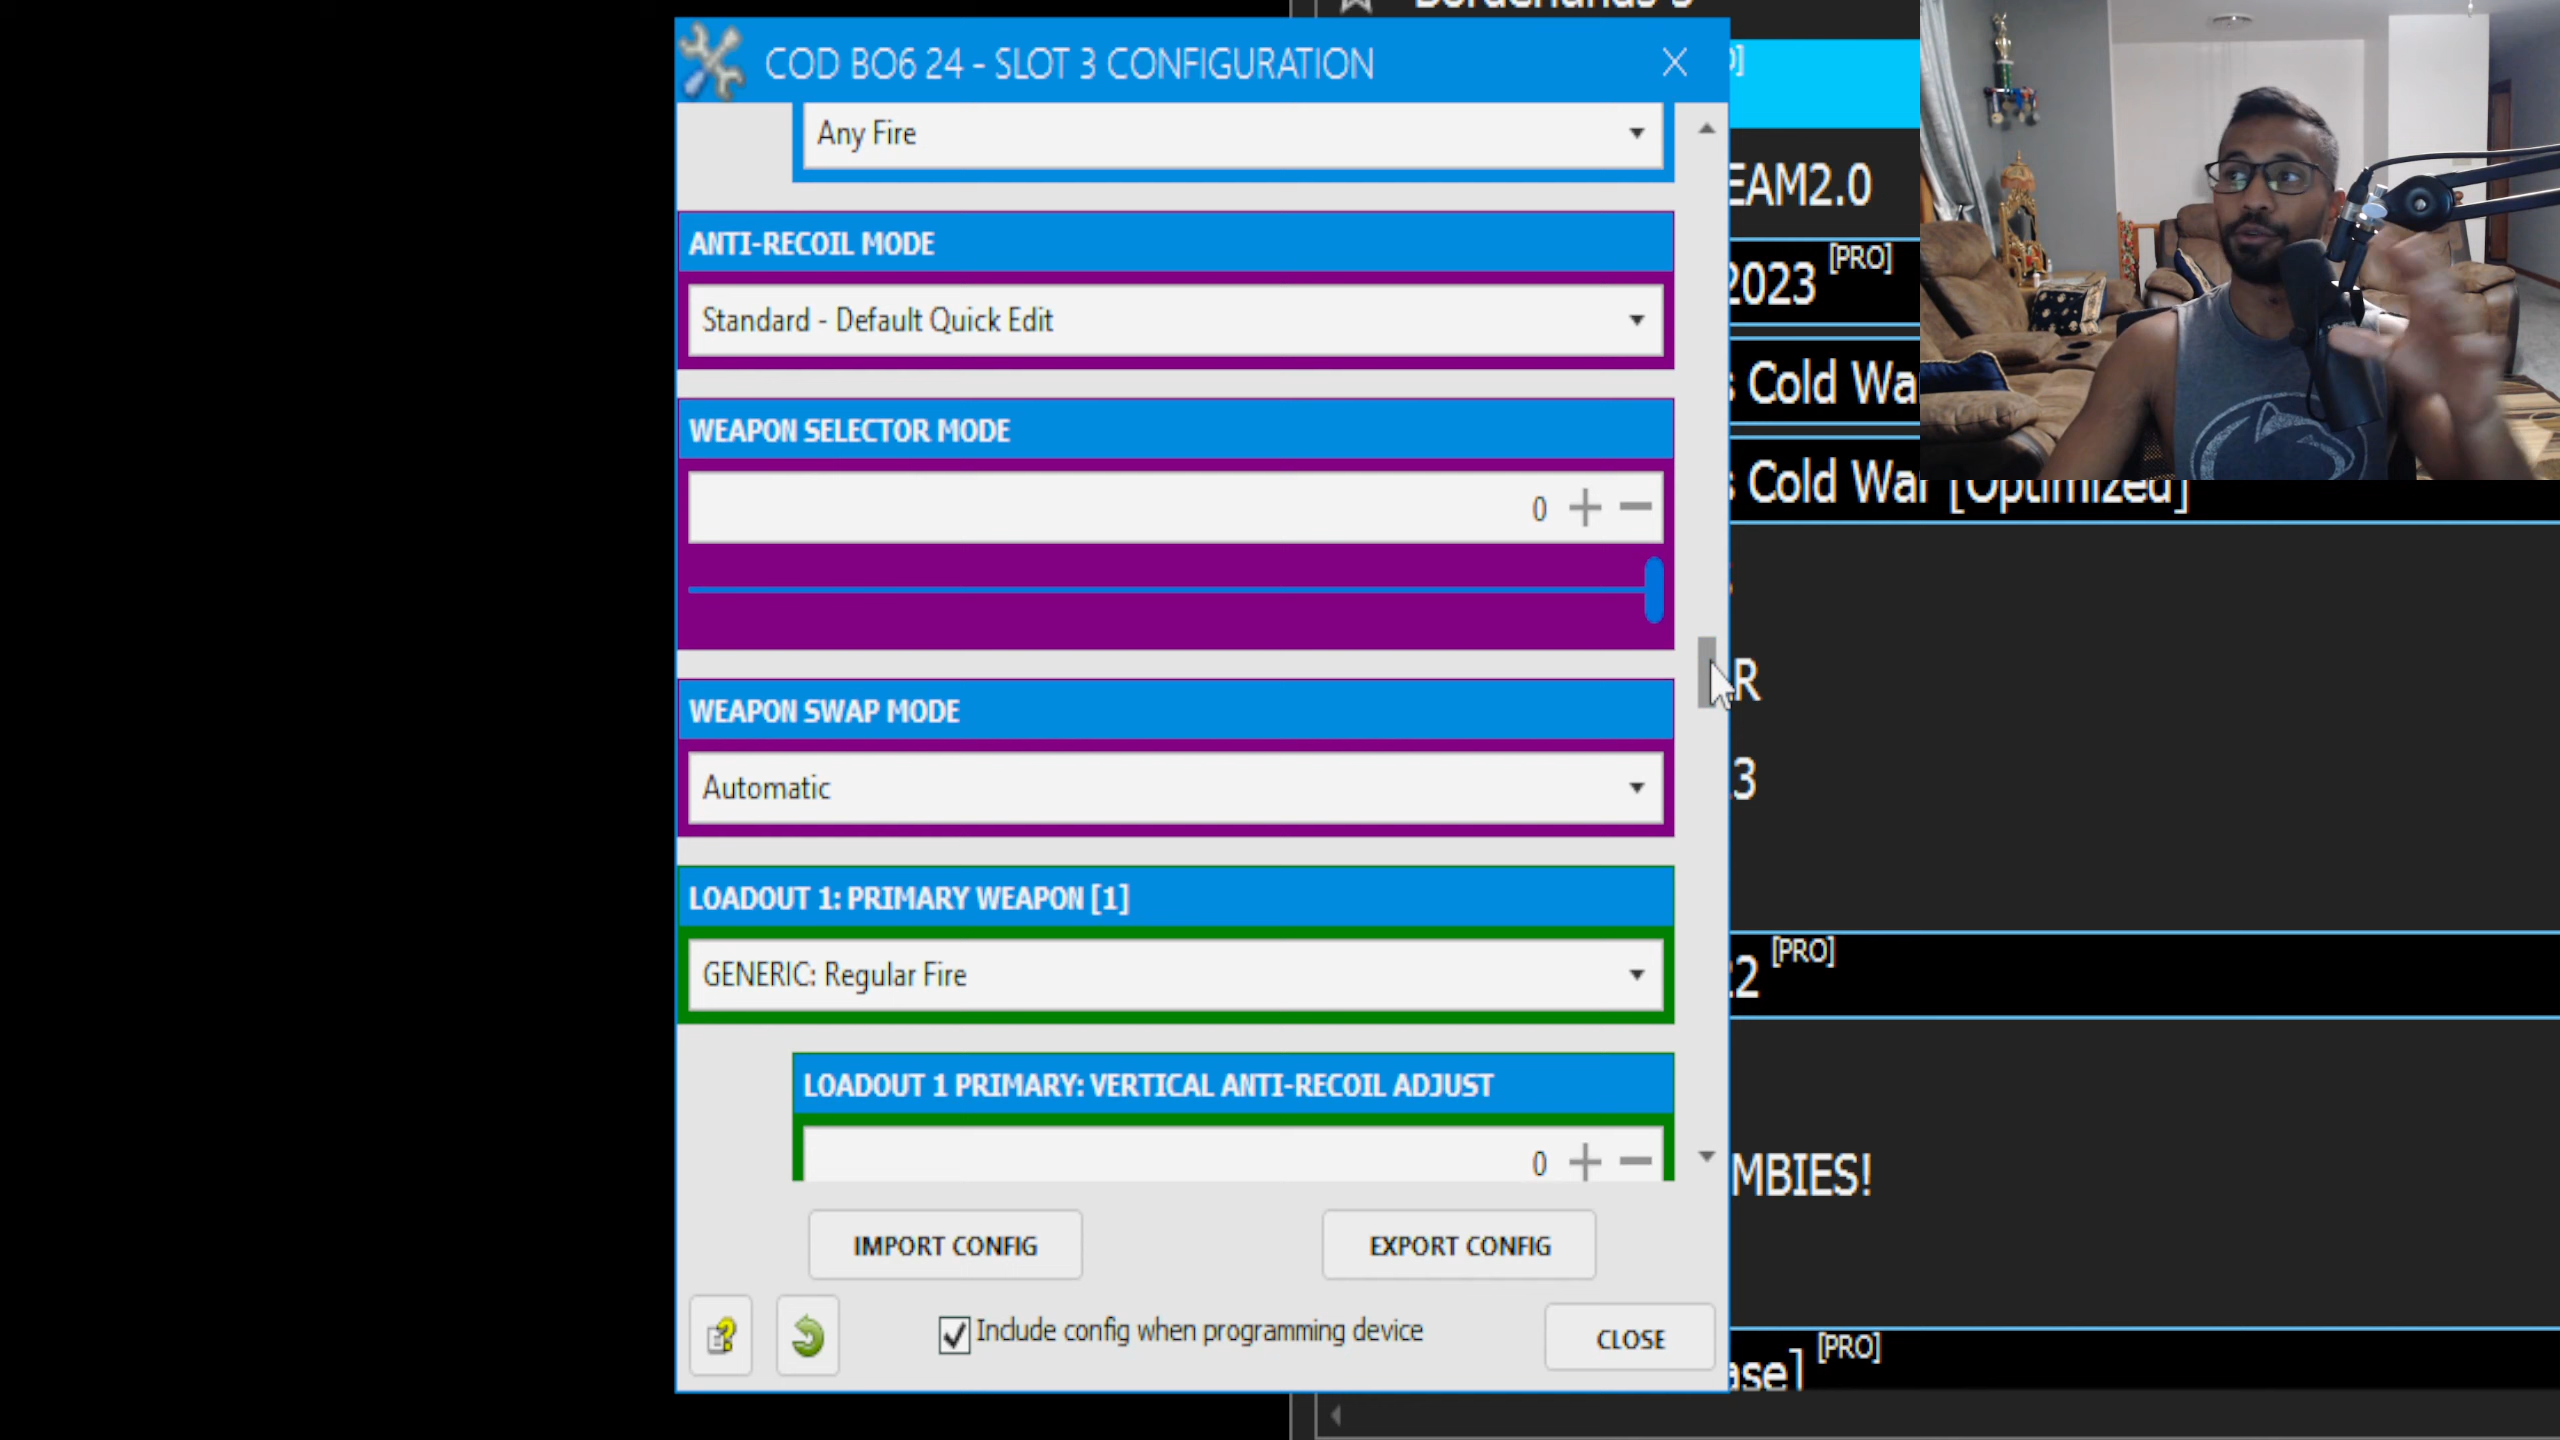 COD BO6 24 - SLOT 3 CONFIGURATION
Any Fire
ANTI-RECOIL MODE
Standard - Default Quick Edit
WEAPON SELECTOR MODE
0
WEAPON SWAP MODE
Automatic
LOADOUT 1: PRIMARY WEAPON [1]
GENERIC: Regular Fire
LOADOUT 1 PRIMARY: VERTICAL ANTI-RECOIL ADJUST
0
IMPORT CONFIG
EXPORT CONFIG
Include config when programming device
CLOSE
EAM2.0
2023 [PRO]
s Cold Wa
s Cold War [Optimized]
R
3
22 [PRO]
MBIES!
ase] [PRO]